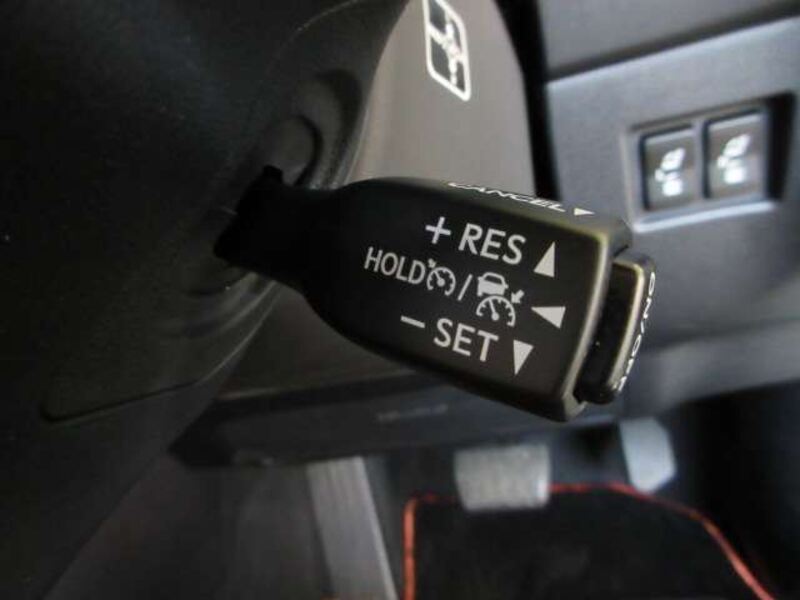 CANCEL
+ RES
HOLD /
− SET
ON/OFF